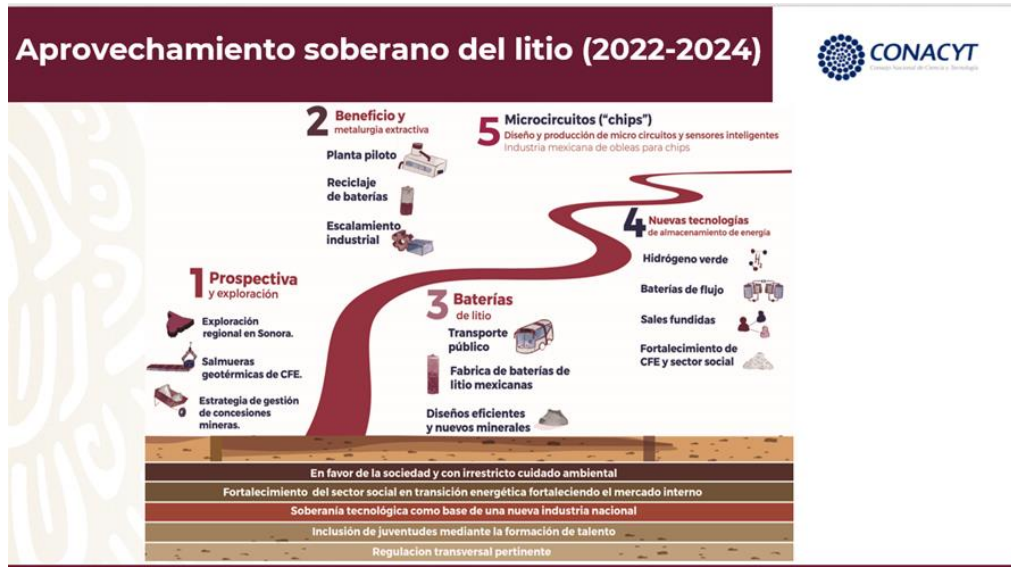 Aprovechamiento soberano del litio (2022-2024)
CONACYT
Consejo Nacional de Ciencia y Tecnología
1 Prospectiva
y exploración
Exploración
regional en Sonora.
Salmueras
geotérmicas de CFE.
Estrategia de gestión
de concesiones
mineras.
2 Beneficio y
metalurgia extractiva
Planta piloto
Reciclaje
de baterías
Escalamiento
industrial
3 Baterías
de litio
Transporte
público
Fabrica de baterías de
litio mexicanas
Diseños eficientes
y nuevos minerales
4 Nuevas tecnologías
de almacenamiento de energía
Hidrógeno verde
Baterías de flujo
Sales fundidas
Fortalecimiento de
CFE y sector social
5 Microcircuitos ("chips")
Diseño y producción de micro circuitos y sensores inteligentes
Industria mexicana de obleas para chips
En favor de la sociedad y con irrestricto cuidado ambiental
Fortalecimiento del sector social en transición energética fortaleciendo el mercado interno
Soberanía tecnológica como base de una nueva industria nacional
Inclusión de juventudes mediante la formación de talento
Regulacion transversal pertinente